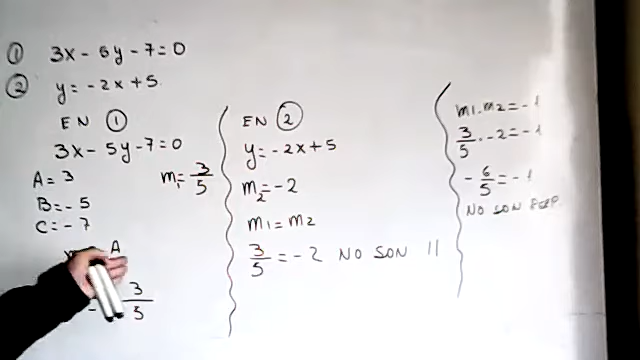 ① 3x - 5y - 7 = 0
② y = -2x + 5
EN ①
3x - 5y - 7 = 0
A = 3
B = -5
C = -7
A
3
- 5
m₁ = 3/5
EN ②
y = -2x + 5
m₂ = -2
m₁ = m₂
3/5 = -2 NO SON //
m₁ . m₂ = -1
3/5 . -2 = -1
- 6/5 = -1
NO SON PERP.